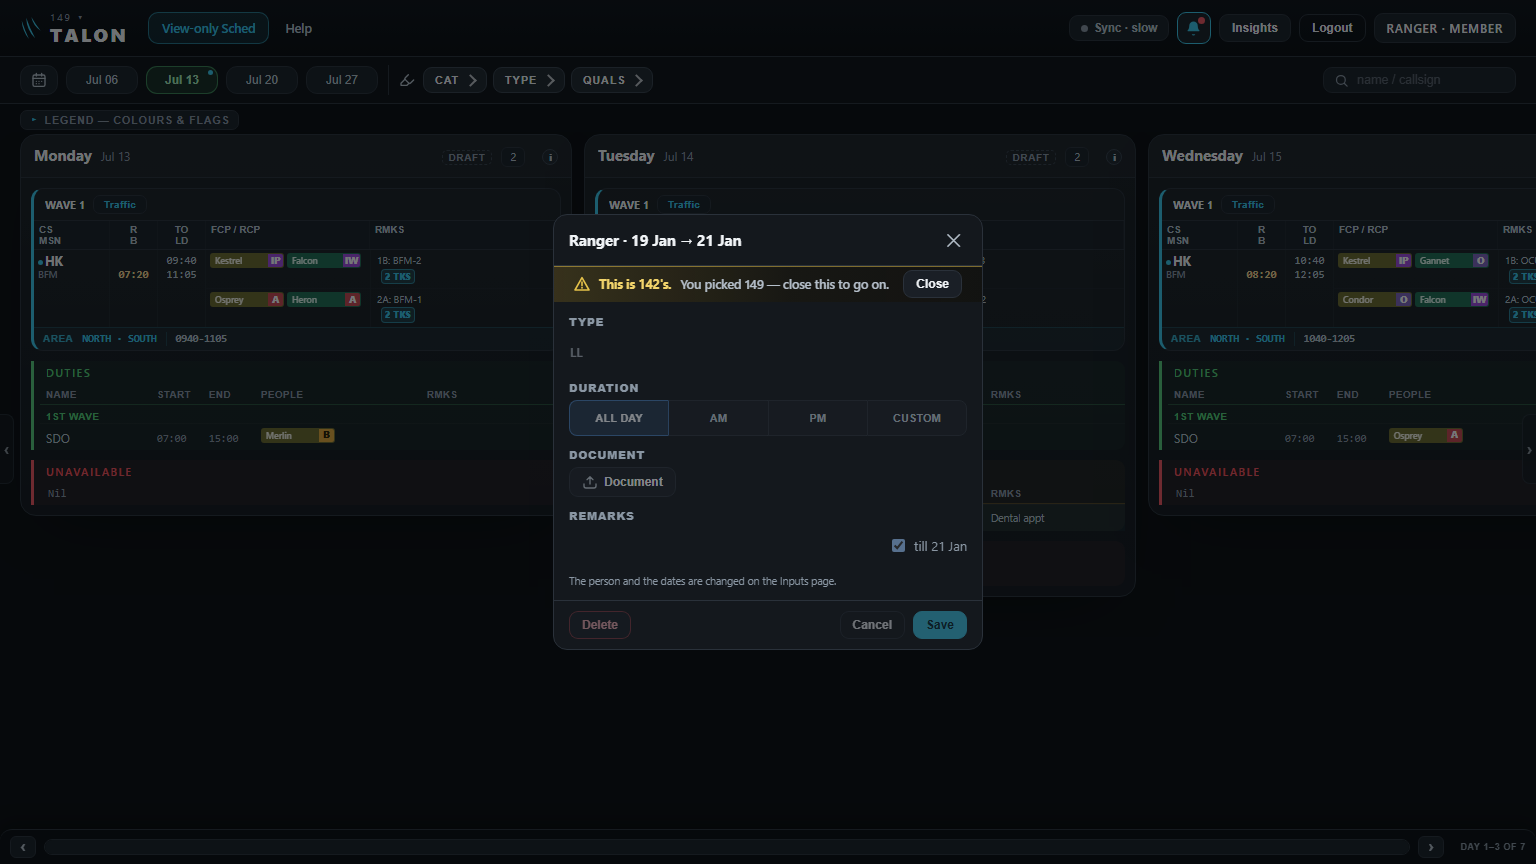 149
TALON
View-only Sched
Help
Sync · slow
Insights
Logout
RANGER · MEMBER
Jul 06
Jul 13
Jul 20
Jul 27
CAT
TYPE
QUALS
name / callsign
LEGEND — COLOURS & FLAGS
Monday Jul 13
DRAFT 2 i
WAVE 1 Traffic
CS R TO FCP / RCP RMKS
MSN B LD
HK 09:40 Kestrel IP Falcon IW 1B: BFM-2
BFM 07:20 11:05 2 TKS
Osprey A Heron A 2A: BFM-1
2 TKS
AREA NORTH · SOUTH 0940-1105
DUTIES
NAME START END PEOPLE RMKS
1ST WAVE
SDO 07:00 15:00 Merlin B
UNAVAILABLE
Nil
Tuesday Jul 14
DRAFT 2 i
WAVE 1 Traffic
RMKS
RMKS
Dental appt
Wednesday Jul 15
WAVE 1 Traffic
CS R TO FCP / RCP RMKS
MSN B LD
HK 10:40 Kestrel IP Gannet O 1B: OC
BFM 08:20 12:05 2 TKS
Condor O Falcon IW 2A: OC
2 TKS
AREA NORTH · SOUTH 1040-1205
DUTIES
NAME START END PEOPLE
1ST WAVE
SDO 07:00 15:00 Osprey A
UNAVAILABLE
Nil
Ranger · 19 Jan → 21 Jan
This is 142's. You picked 149 — close this to go on. Close
TYPE
LL
DURATION
ALL DAY AM PM CUSTOM
DOCUMENT
Document
REMARKS
till 21 Jan
The person and the dates are changed on the Inputs page.
Delete Cancel Save
DAY 1–3 OF 7